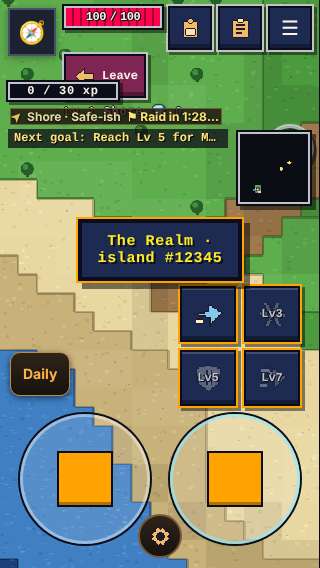 100 / 100
Leave
0 / 30 xp
Shore · Safe-ish
Raid in 1:28…
Next goal: Reach Lv 5 for M…
The Realm ·
island #12345
Lv3
Lv5
Lv7
Daily